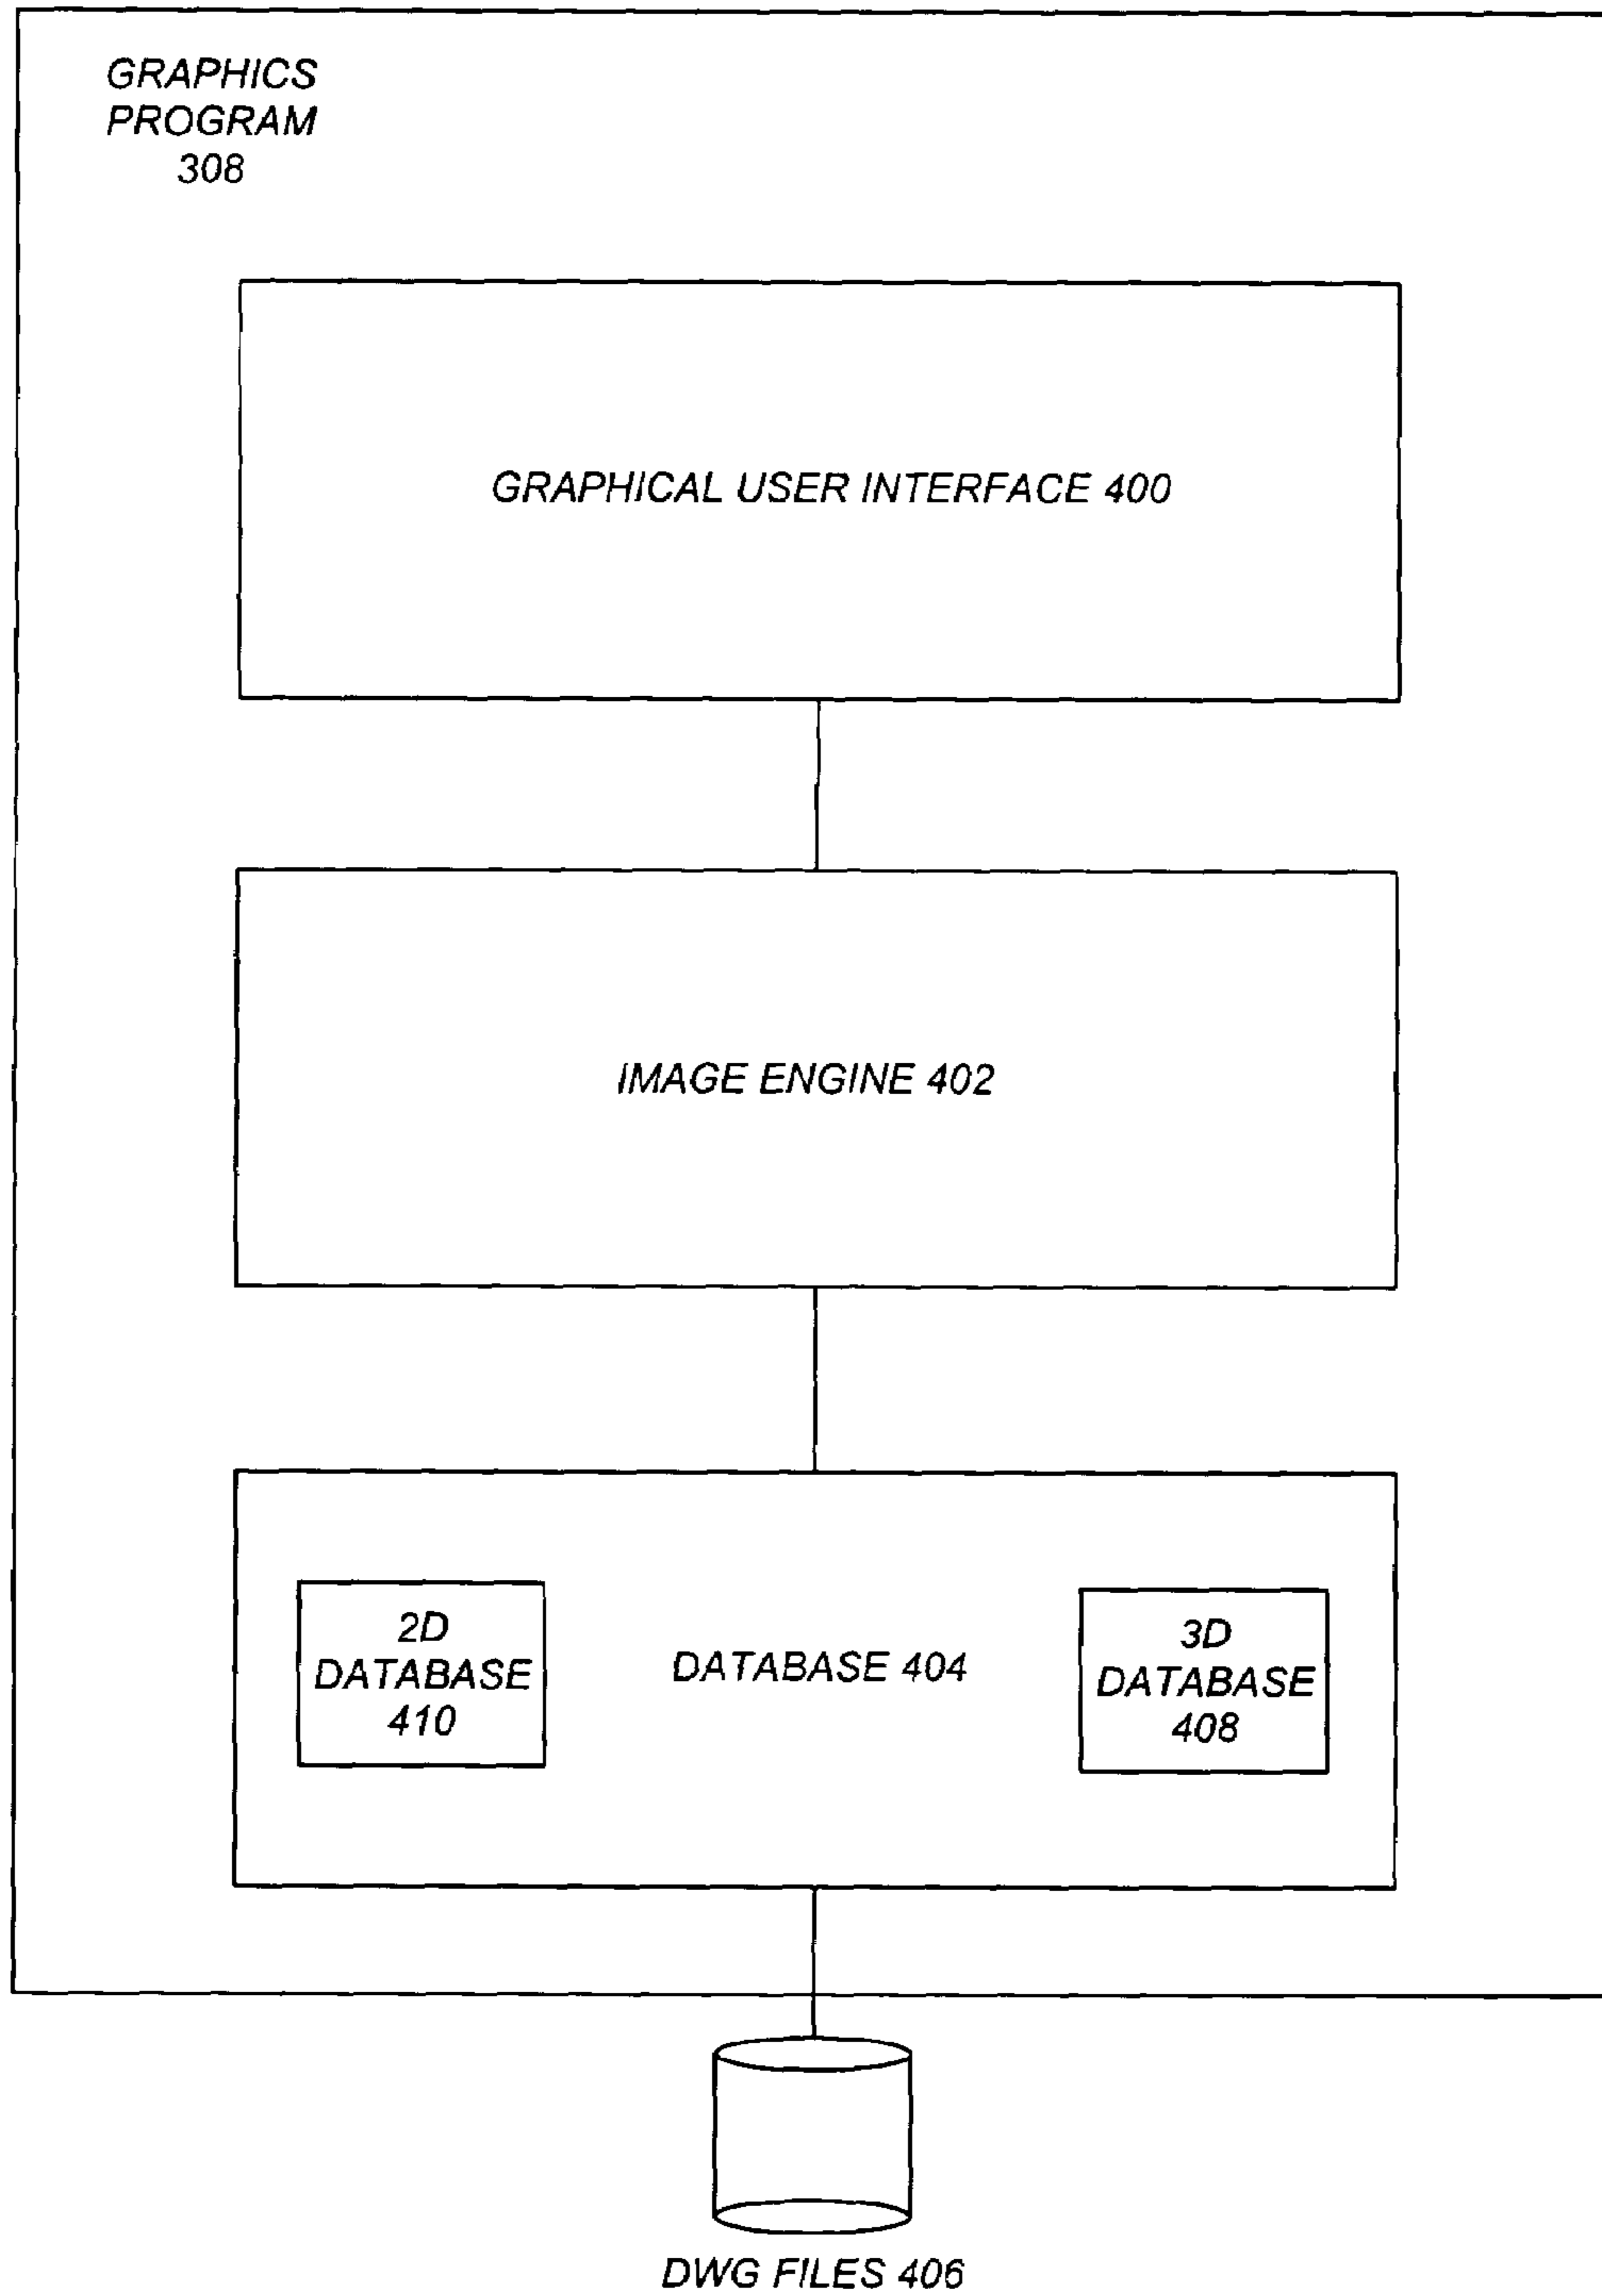 GRAPHICS
PROGRAM
308
GRAPHICAL USER INTERFACE 400
IMAGE ENGINE 402
2D
DATABASE
410
DATABASE 404
3D
DATABASE
408
DWG FILES 406